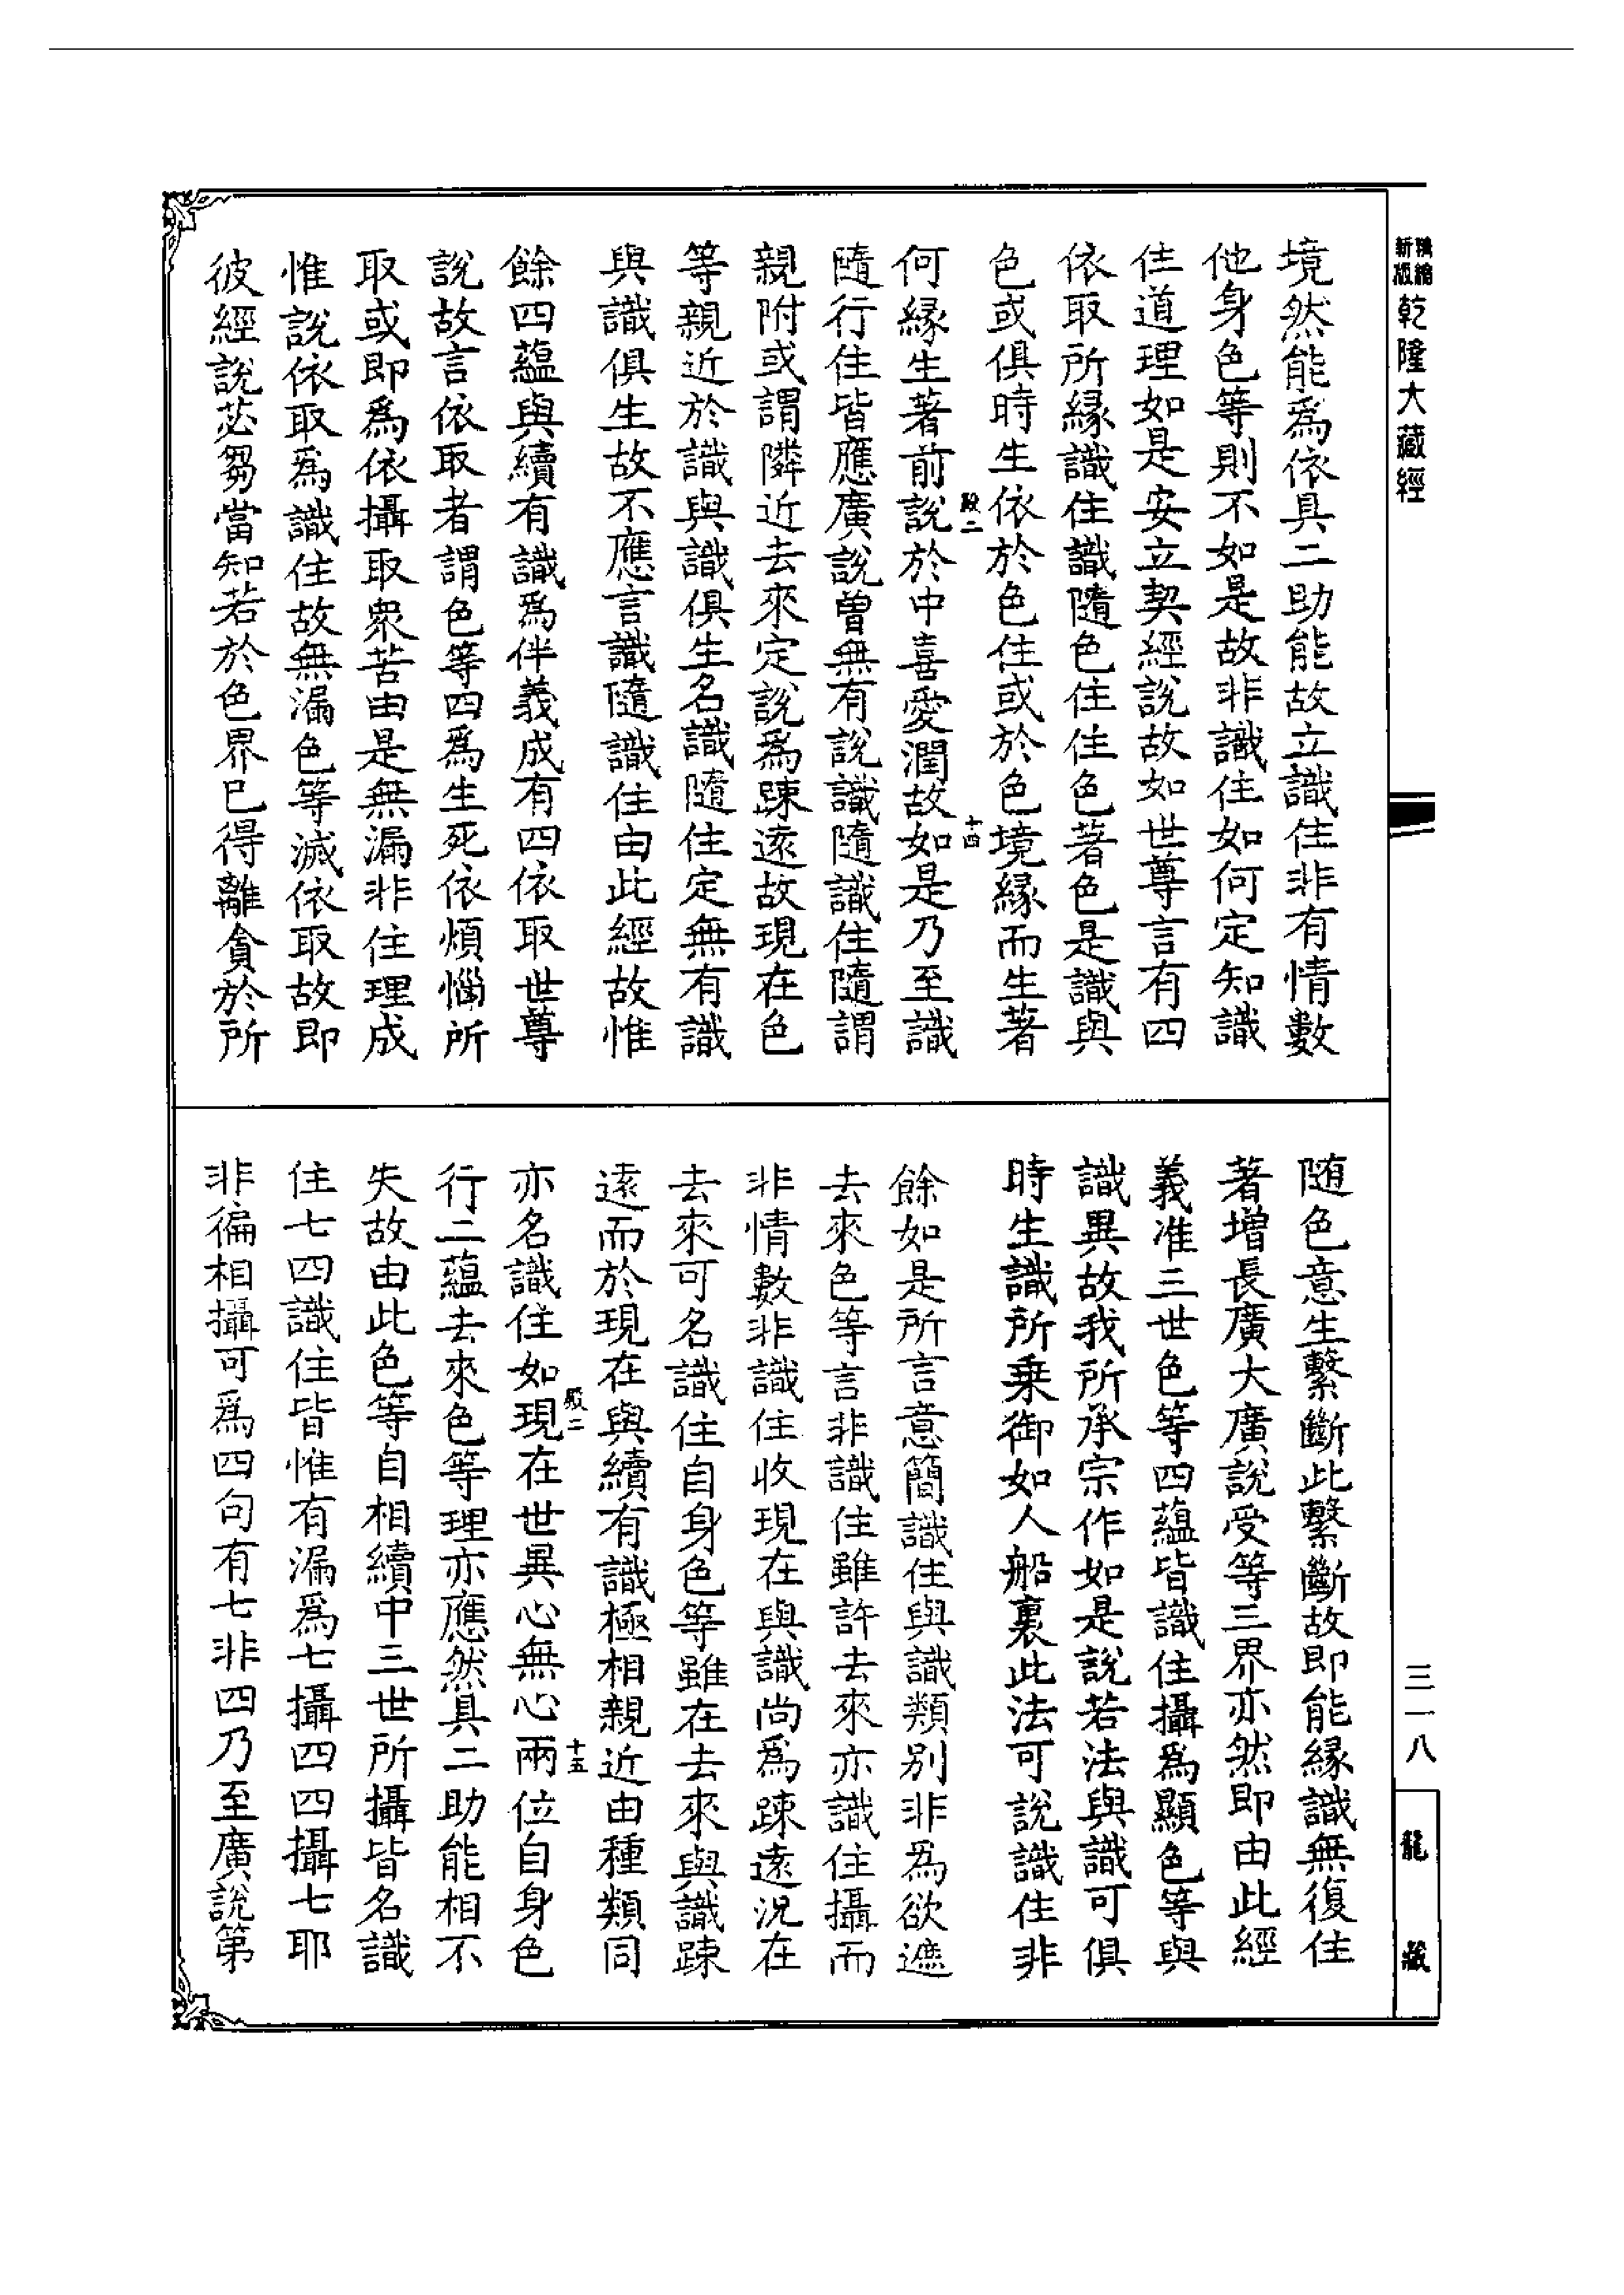 精縮新版乾隆大藏經
境然能爲依具二助能故立識住非有情數
他身色等則不如是故非識住如何定知識
住道理如是安立契經說故如世尊言有四
依取所緣識住識隨色住住色著色是識與
色或俱時生依於色住或於色境緣而生著
殿二
十四
何緣生著前說於中喜愛潤故如是乃至識
隨行住皆應廣說曾無有說識隨識住隨謂
親附或謂隣近去來定說爲踈遠故現在色
等親近於識與識俱生名識隨住定無有識
與識俱生故不應言識隨識住由此經故惟
餘四蘊與續有識爲伴義成有四依取世尊
說故言依取者謂色等四爲生死依煩惱所
取或即爲依攝取衆苦由是無漏非住理成
惟說依取爲識住故無漏色等滅依取故即
彼經說苾芻當知若於色界已得離貪於所
隨色意生繫斷此繫斷故即能緣識無復住
著增長廣大廣說受等三界亦然即由此經
義准三世色等四蘊皆識住攝爲顯色等與
識異故我所承宗作如是說若法與識可俱
時生識所乗御如人船裏此法可說識住非
餘如是所言意簡識住與識類别非爲欲遮
去來色等言非識住雖許去來亦識住攝而
非情數非識住收現在與識尚爲踈遠況在
去來可名識住自身色等雖在去來與識踈
遠而於現在與續有識極相親近由種類同
殿二
十五
亦名識住如現在世異心無心兩位自身色
行二蘊去來色等理亦應然具二助能相不
失故由此色等自相續中三世所攝皆名識
住七四識住皆惟有漏爲七攝四四攝七耶
非徧相攝可爲四句有七非四乃至廣說第
三一八
龍藏